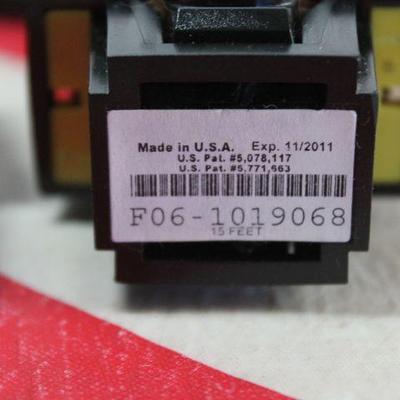 Made in U.S.A. Exp. 11/2011
U.S. Pat. #5,078,117
U.S. Pat. #5,771,663
F06-1019068
15 FEET